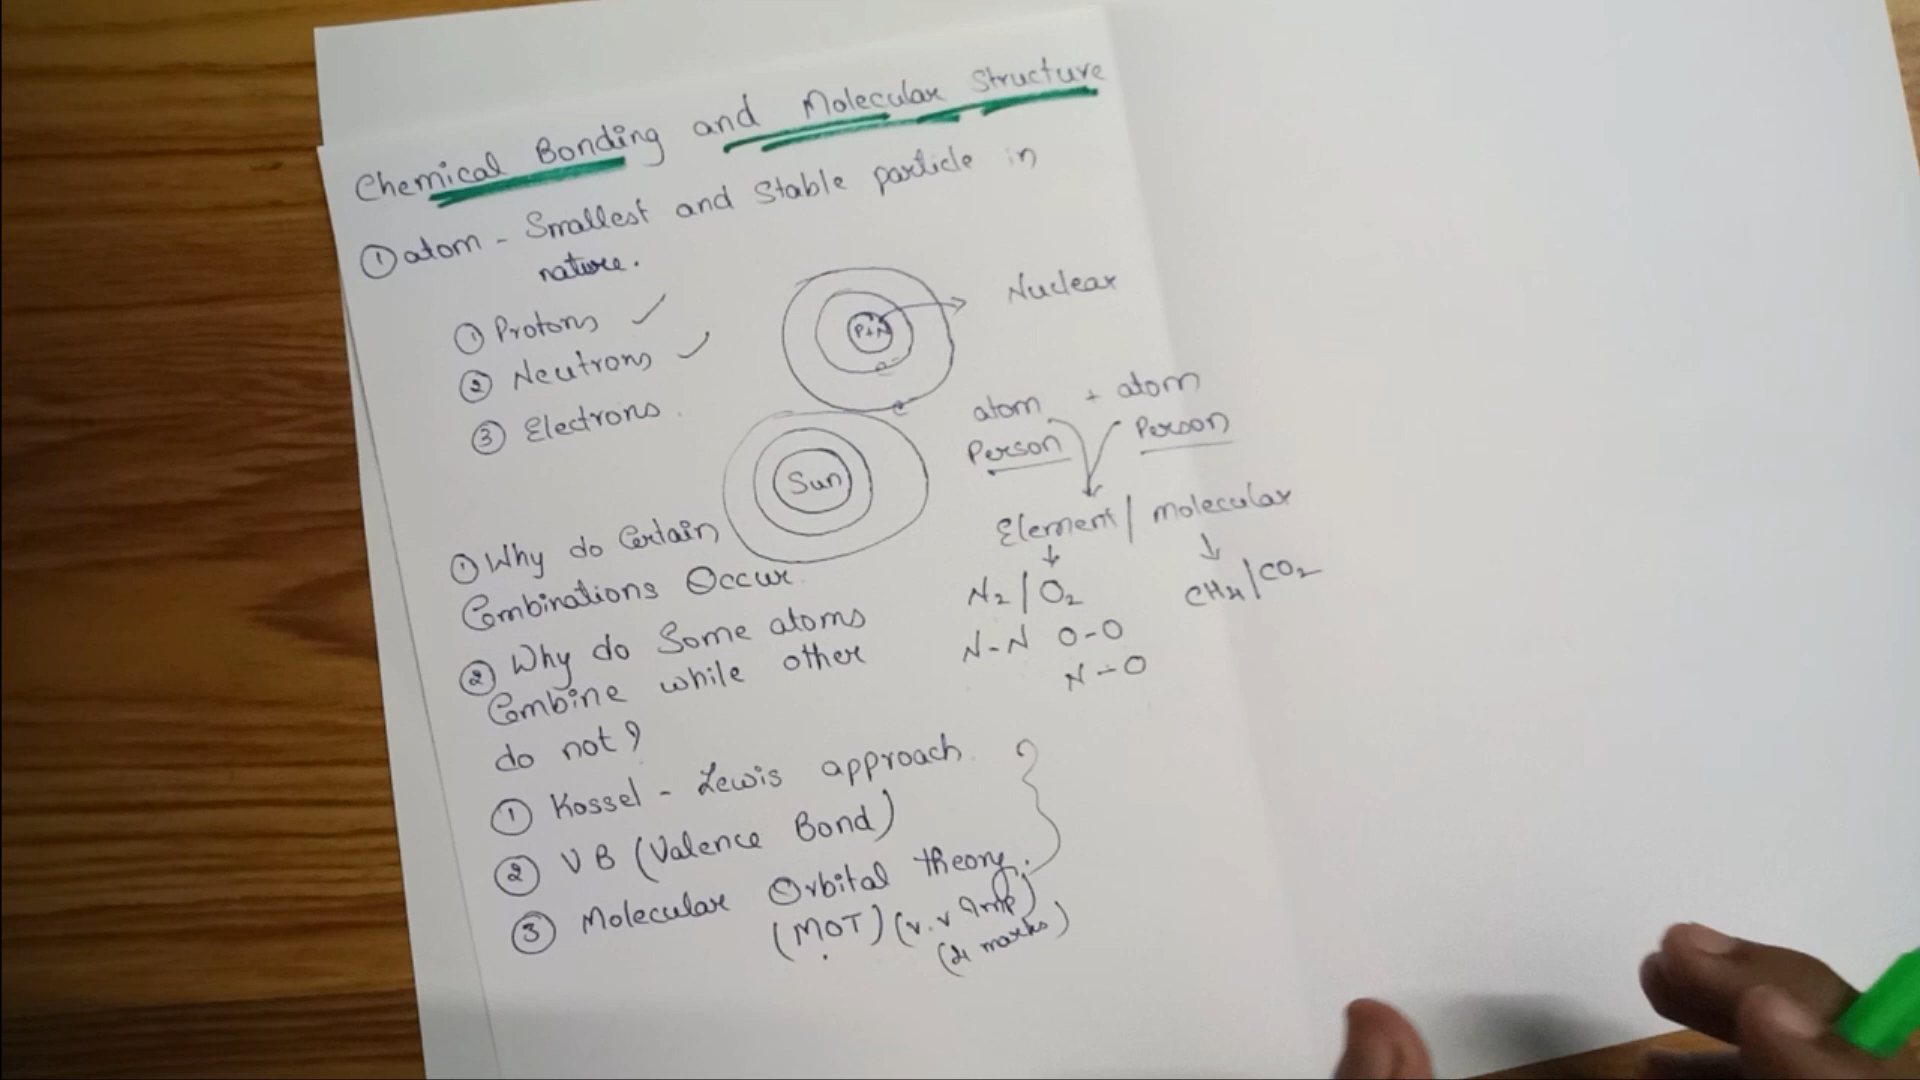 Chemical Bonding and Molecular Structure
① atom - Smallest and Stable particle in
nature.
① Protons ✓
② Neutrons ✓
③ Electrons.
P+N
Nuclear
e-
e-
Sun
atom + atom
Person Person
Element / molecular
N2 / O2
CH4 / CO2
N-N O-O
N-O
① Why do Certain
Combinations Occur.
② Why do Some atoms
Combine while other
do not?
① Kossel - Lewis approach.
② VB (Valence Bond)
③ Molecular Orbital theory.
(MOT) (v.v Imp)
(4 marks)